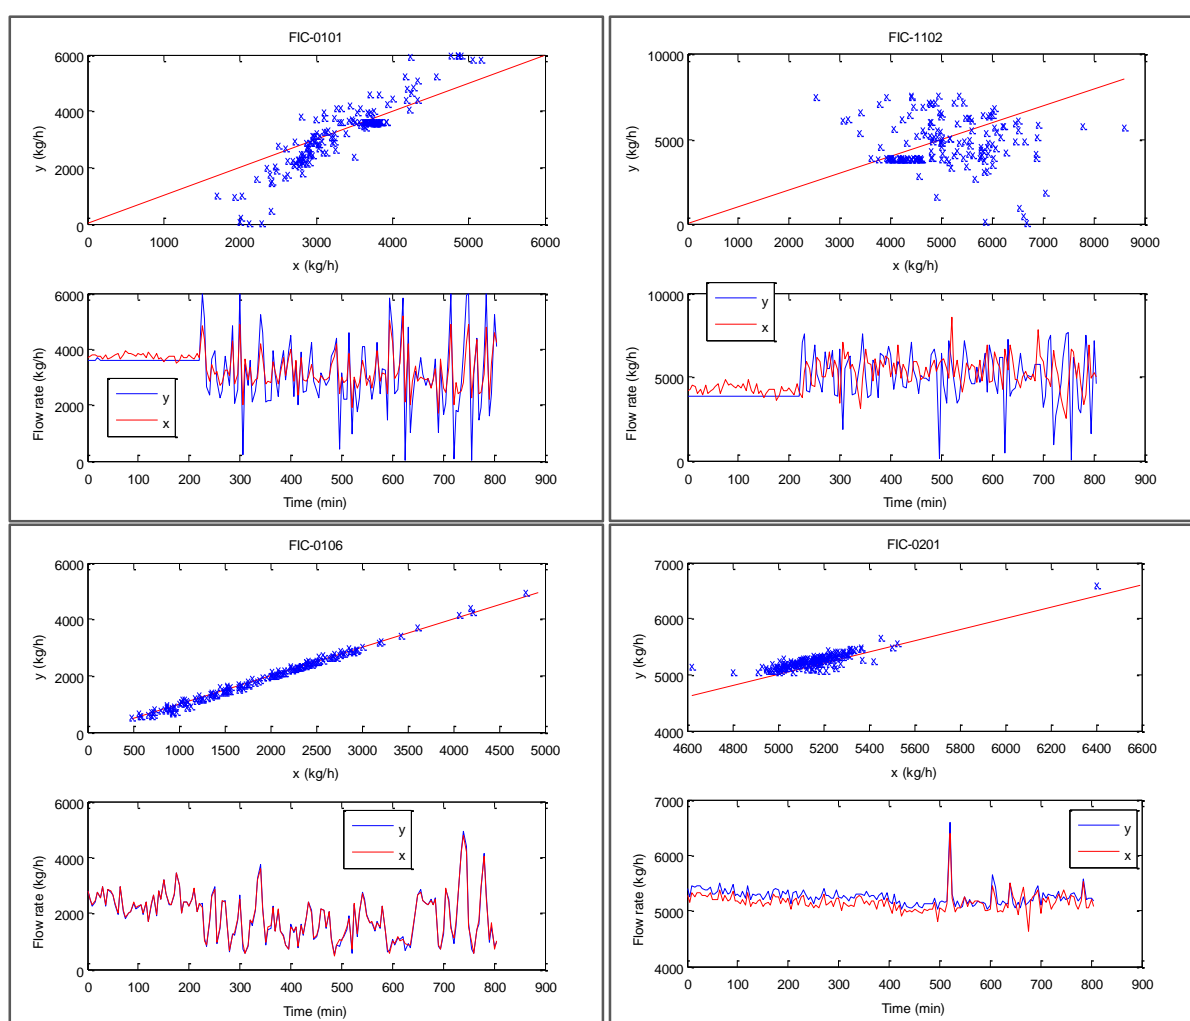 FIC-0101
6000
4000
2000
0
y (kg/h)
0 1000 2000 3000 4000 5000 6000
x (kg/h)
6000
4000
2000
0
Flow rate (kg/h)
y
x
0 100 200 300 400 500 600 700 800 900
Time (min)
FIC-1102
10000
5000
0
y (kg/h)
0 1000 2000 3000 4000 5000 6000 7000 8000 9000
x (kg/h)
10000
5000
0
Flow rate (kg/h)
y
x
0 100 200 300 400 500 600 700 800 900
Time (min)
FIC-0106
6000
4000
2000
0
y (kg/h)
0 500 1000 1500 2000 2500 3000 3500 4000 4500 5000
x (kg/h)
6000
4000
2000
0
Flow rate (kg/h)
y
x
0 100 200 300 400 500 600 700 800 900
Time (min)
FIC-0201
7000
6000
5000
4000
y (kg/h)
4600 4800 5000 5200 5400 5600 5800 6000 6200 6400 6600
x (kg/h)
7000
6000
5000
4000
Flow rate (kg/h)
y
x
0 100 200 300 400 500 600 700 800 900
Time (min)